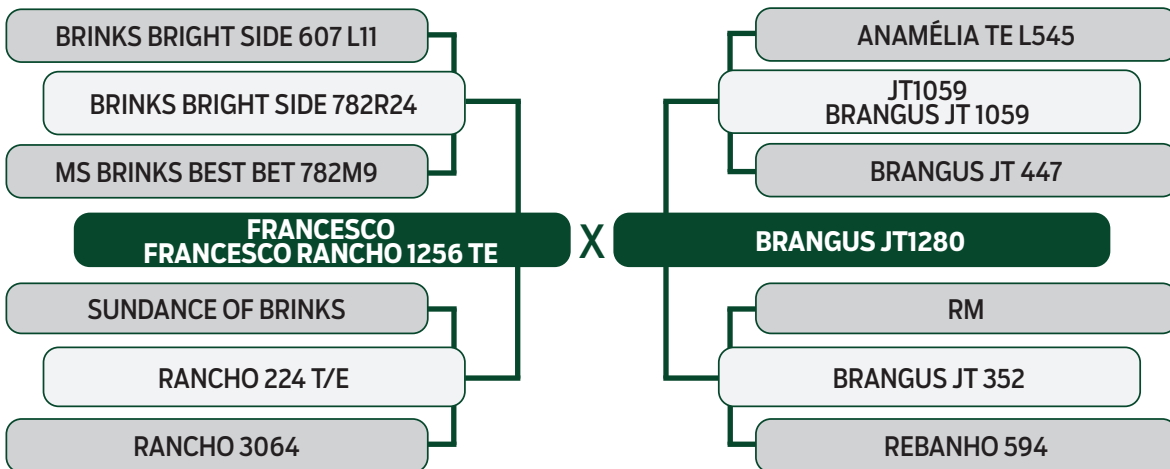 BRINKS BRIGHT SIDE 607 L11
BRINKS BRIGHT SIDE 782R24
MS BRINKS BEST BET 782M9
FRANCESCO
FRANCESCO RANCHO 1256 TE
SUNDANCE OF BRINKS
RANCHO 224 T/E
RANCHO 3064
X
ANAMÉLIA TE L545
JT1059
BRANGUS JT 1059
BRANGUS JT 447
BRANGUS JT1280
RM
BRANGUS JT 352
REBANHO 594